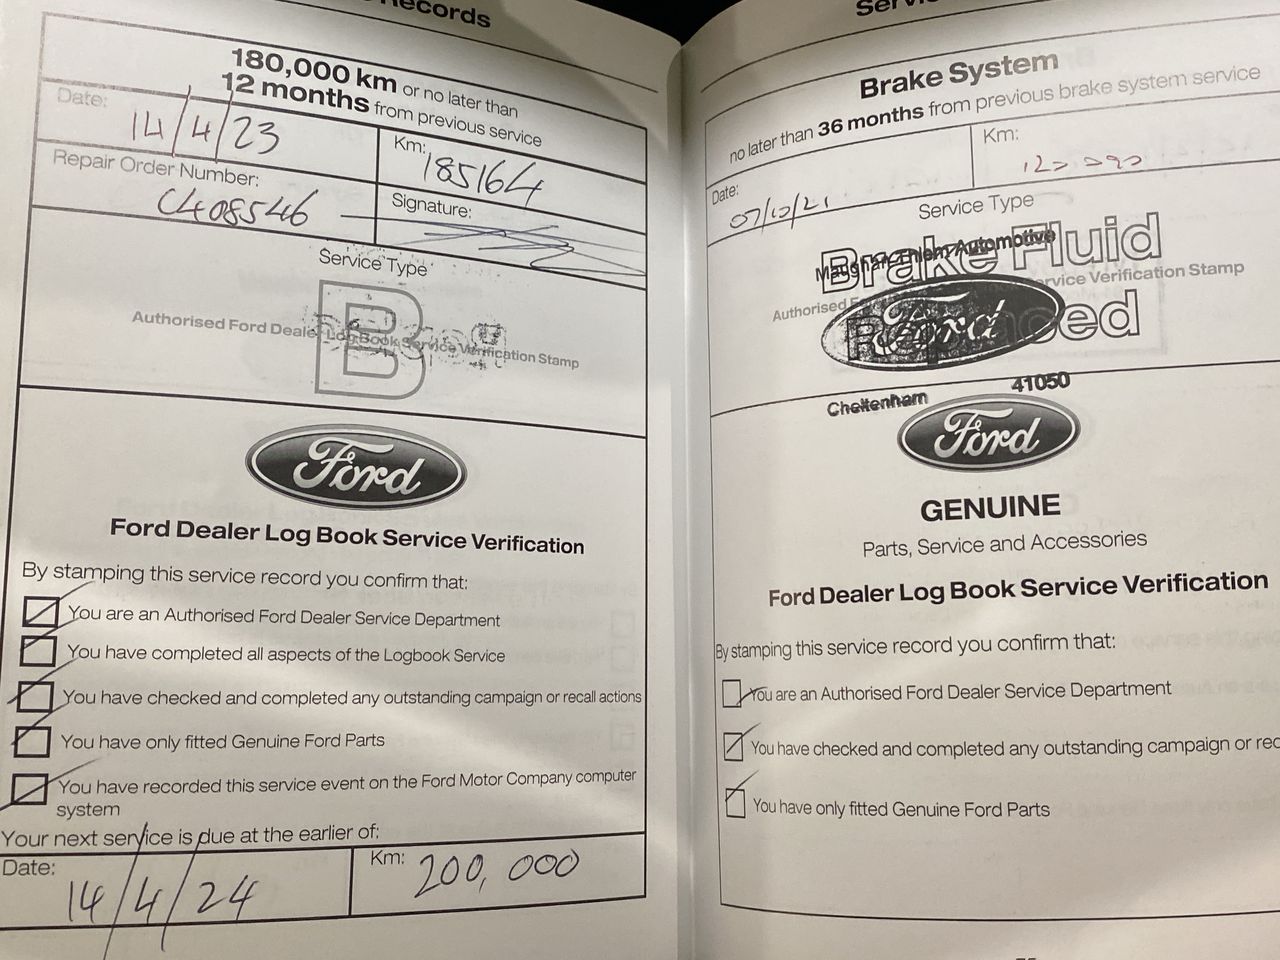 Records
180,000 km or no later than
12 months from previous service
Date: 14/4/23
Km: 185164
Repair Order Number: C408546
Signature:
Service Type
B
Authorised Ford Dealer Log Book Service Verification Stamp
Ford
Ford Dealer Log Book Service Verification
By stamping this service record you confirm that:
You are an Authorised Ford Dealer Service Department
You have completed all aspects of the Logbook Service
You have checked and completed any outstanding campaign or recall actions
You have only fitted Genuine Ford Parts
You have recorded this service event on the Ford Motor Company computer
system
Your next service is due at the earlier of:
Date: 14/4/24
Km: 200,000
Brake System
no later than 36 months from previous brake system service
Date: 07/10/21
Km:
Service Type
Brake Fluid
Automotive
Authorised Service Verification Stamp
Ford
Cheltenham 41050
Ford
GENUINE
Parts, Service and Accessories
Ford Dealer Log Book Service Verification
By stamping this service record you confirm that:
You are an Authorised Ford Dealer Service Department
You have checked and completed any outstanding campaign or rec
You have only fitted Genuine Ford Parts